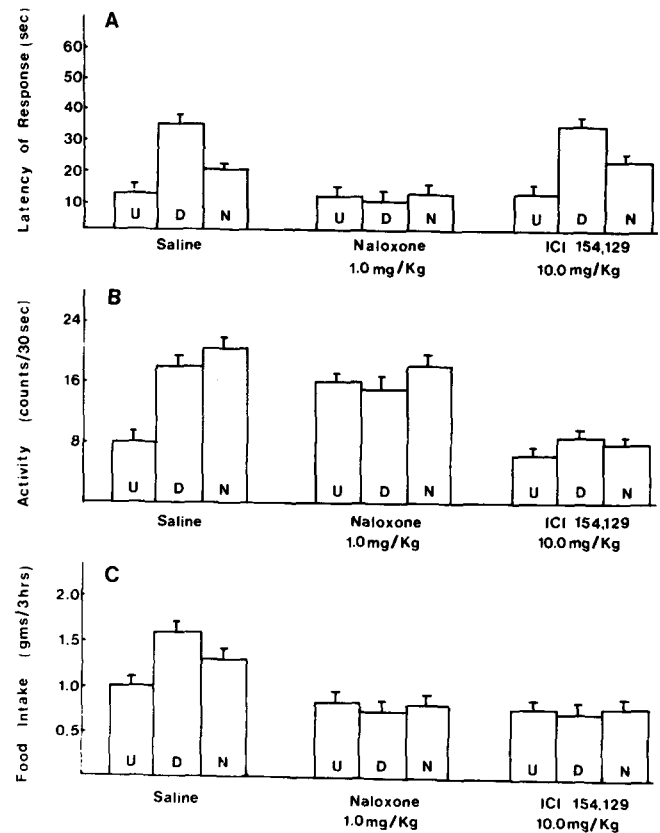 A
Latency of Response (sec)
60
50
40
30
20
10
U D N U D N U D N
Saline Naloxone ICI 154,129
1.0 mg/Kg 10.0 mg/Kg
B
Activity (counts/30 sec)
24
16
8
U D N U D N U D N
Saline Naloxone ICI 154,129
1.0 mg/Kg 10.0 mg/Kg
C
Food Intake (gms/3hrs)
2.0
1.5
1.0
0.5
U D N U D N U D N
Saline Naloxone ICI 154,129
1.0 mg/Kg 10.0 mg/Kg